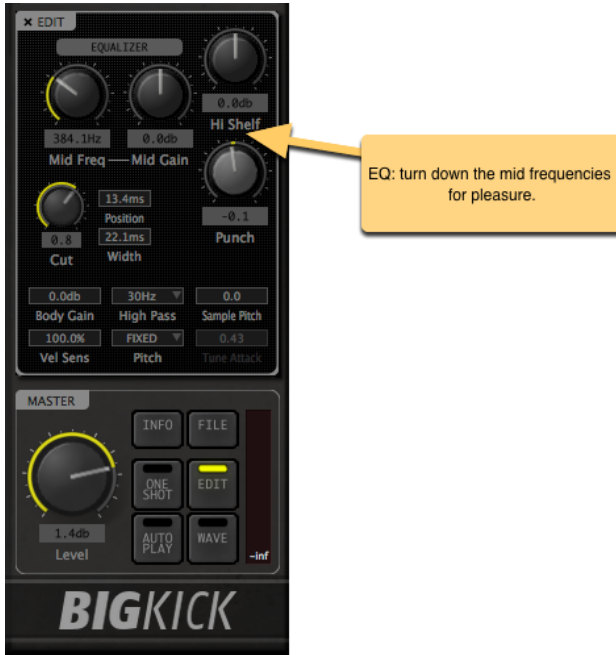 × EDIT
EQUALIZER
0.0db
Hi Shelf
384.1Hz 0.0db
Mid Freq Mid Gain
EQ: turn down the mid frequencies
for pleasure.
13.4ms
Position
-0.1
Punch
0.8
22.1ms
Cut
Width
0.0db 30Hz 0.0
Body Gain High Pass Sample Pitch
100.0% FIXED 0.43
Vel Sens Pitch Tune Attack
MASTER
INFO FILE
ONE
SHOT
EDIT
1.4db
Level
AUTO
PLAY
WAVE
-inf
BIGKICK